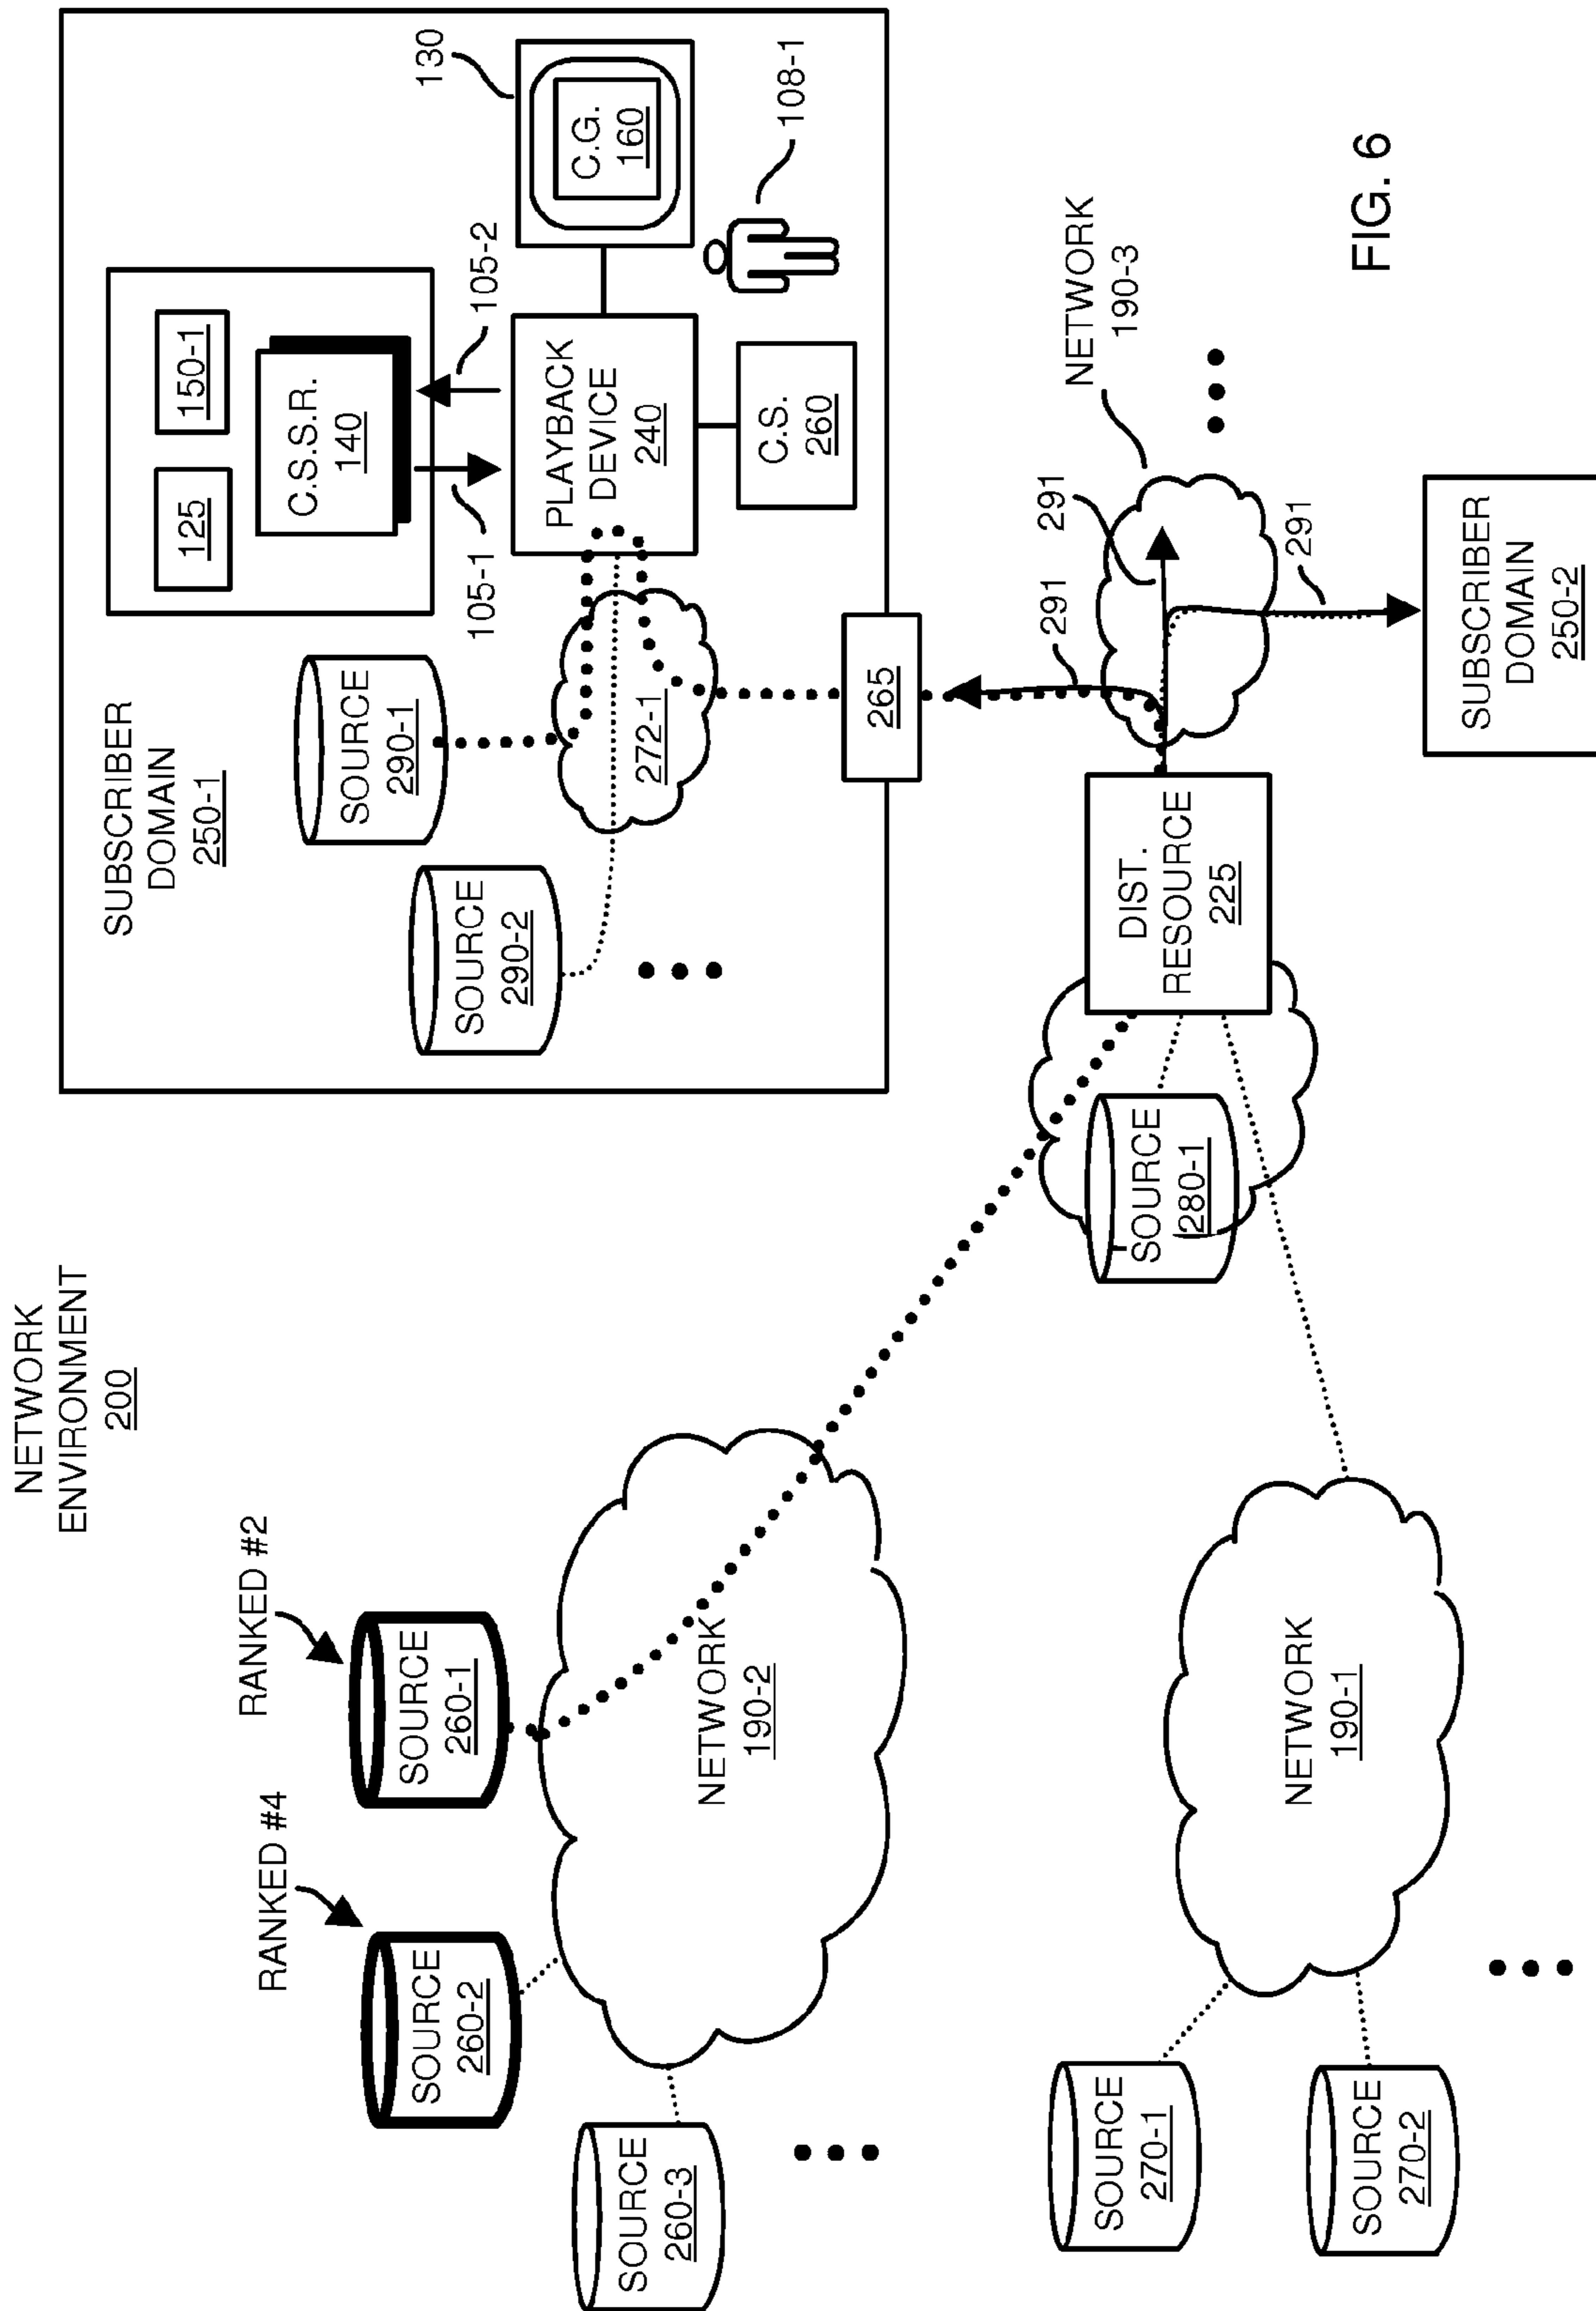 NETWORK
ENVIRONMENT
200
RANKED #4
RANKED #2
SOURCE
260-1
SOURCE
260-2
SOURCE
260-3
NETWORK
190-2
SOURCE
270-1
SOURCE
270-2
NETWORK
190-1
SOURCE
280-1
DIST.
RESOURCE
225
SUBSCRIBER
DOMAIN
250-1
SOURCE
290-1
SOURCE
290-2
272-1
265
125
150-1
C.S.S.R.
140
105-1
105-2
PLAYBACK
DEVICE
240
C.S.
260
130
C.G.
160
108-1
291
291
291
NETWORK
190-3
SUBSCRIBER
DOMAIN
250-2
FIG. 6